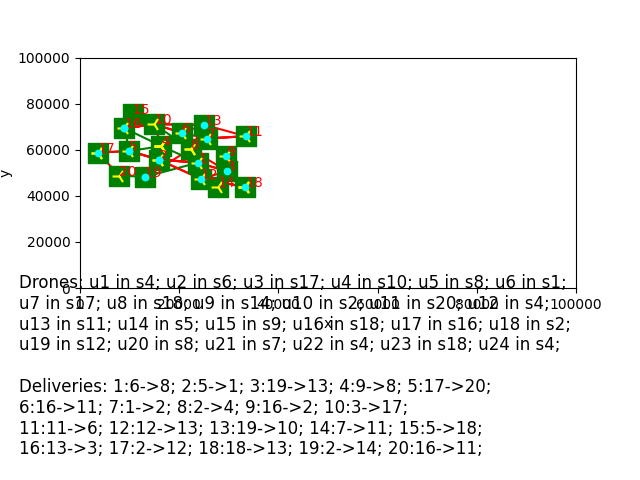 100000
80000
60000
40000
20000
0
y
100000
x
Drones: u1 in s4; u2 in s6; u3 in s17; u4 in s10; u5 in s8; u6 in s1;
u7 in s17; u8 in s18; u9 in s14; u10 in s2; u11 in s20; u12 in s4;
u13 in s11; u14 in s5; u15 in s9; u16 in s18; u17 in s16; u18 in s2;
u19 in s12; u20 in s8; u21 in s7; u22 in s4; u23 in s18; u24 in s4;
Deliveries: 1:6->8; 2:5->1; 3:19->13; 4:9->8; 5:17->20;
6:16->11; 7:1->2; 8:2->4; 9:16->2; 10:3->17;
11:11->6; 12:12->13; 13:19->10; 14:7->11; 15:5->18;
16:13->3; 17:2->12; 18:18->13; 19:2->14; 20:16->11;